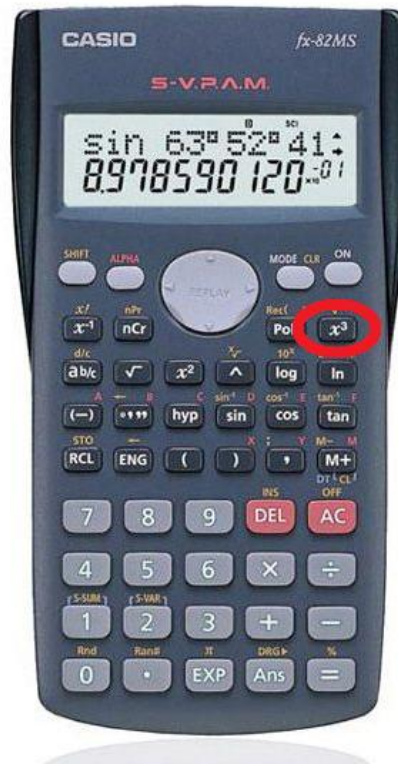 CASIO fx-82MS
S-V.P.A.M.
D SCI
sin 63°52°41
8.978590120×10-01
SHIFT ALPHA MODE CLR ON
REPLAY
x! nPr Rec(
x-1 nCr Pol x³
d/c x√ 10x
ab/c √ x² ^ log ln
A ← B C sin-1 D cos-1 E tan-1 F
(–) °’” hyp sin cos tan
STO ← X ; Y M– M
RCL ENG ( ) , M+
DT CL
INS OFF
7 8 9 DEL AC
4 5 6 × ÷
S-SUM S-VAR
1 2 3 + −
Rnd Ran# π DRG▸ %
0 · EXP Ans =